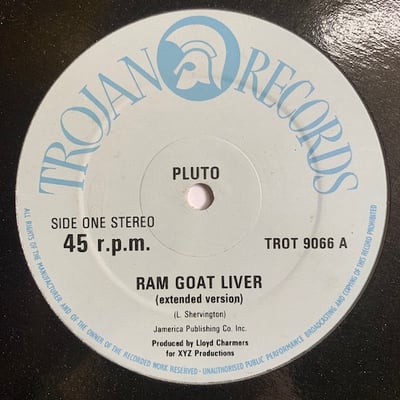 TROJAN RECORDS
PLUTO
SIDE ONE STEREO
45 r.p.m.
TROT 9066 A
RAM GOAT LIVER
(extended version)
(L. Shervington)
Jamerica Publishing Co. Inc.
Produced by Lloyd Charmers
for XYZ Productions
ALL RIGHTS OF THE MANUFACTURER AND OF THE OWNER OF THE RECORDED WORK RESERVED - UNAUTHORISED PUBLIC PERFORMANCE BROADCASTING AND COPYING OF THIS RECORD PROHIBITED